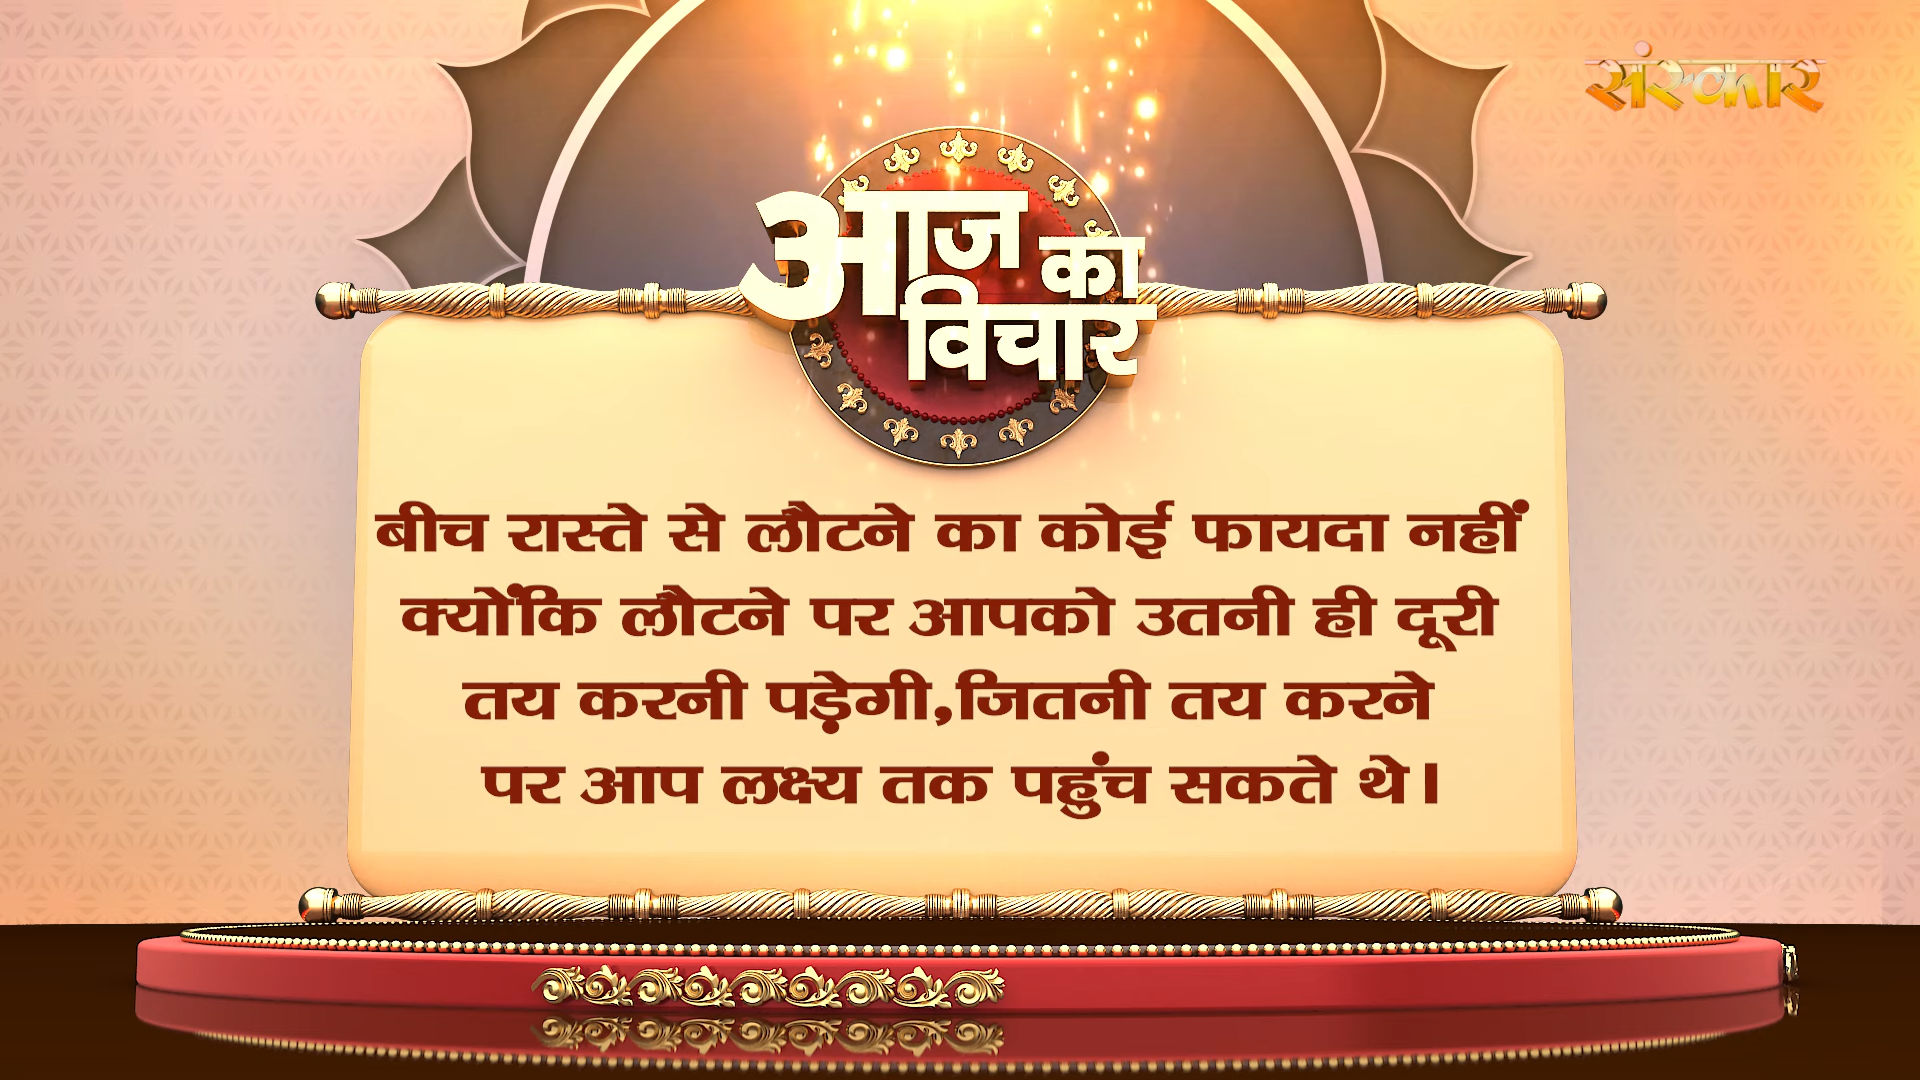 संस्कार
आज का
विचार
बीच रास्ते से लौटने का कोई फायदा नहीं
क्योंकि लौटने पर आपको उतनी ही दूरी
तय करनी पड़ेगी,जितनी तय करने
पर आप लक्ष्य तक पहुंच सकते थे।